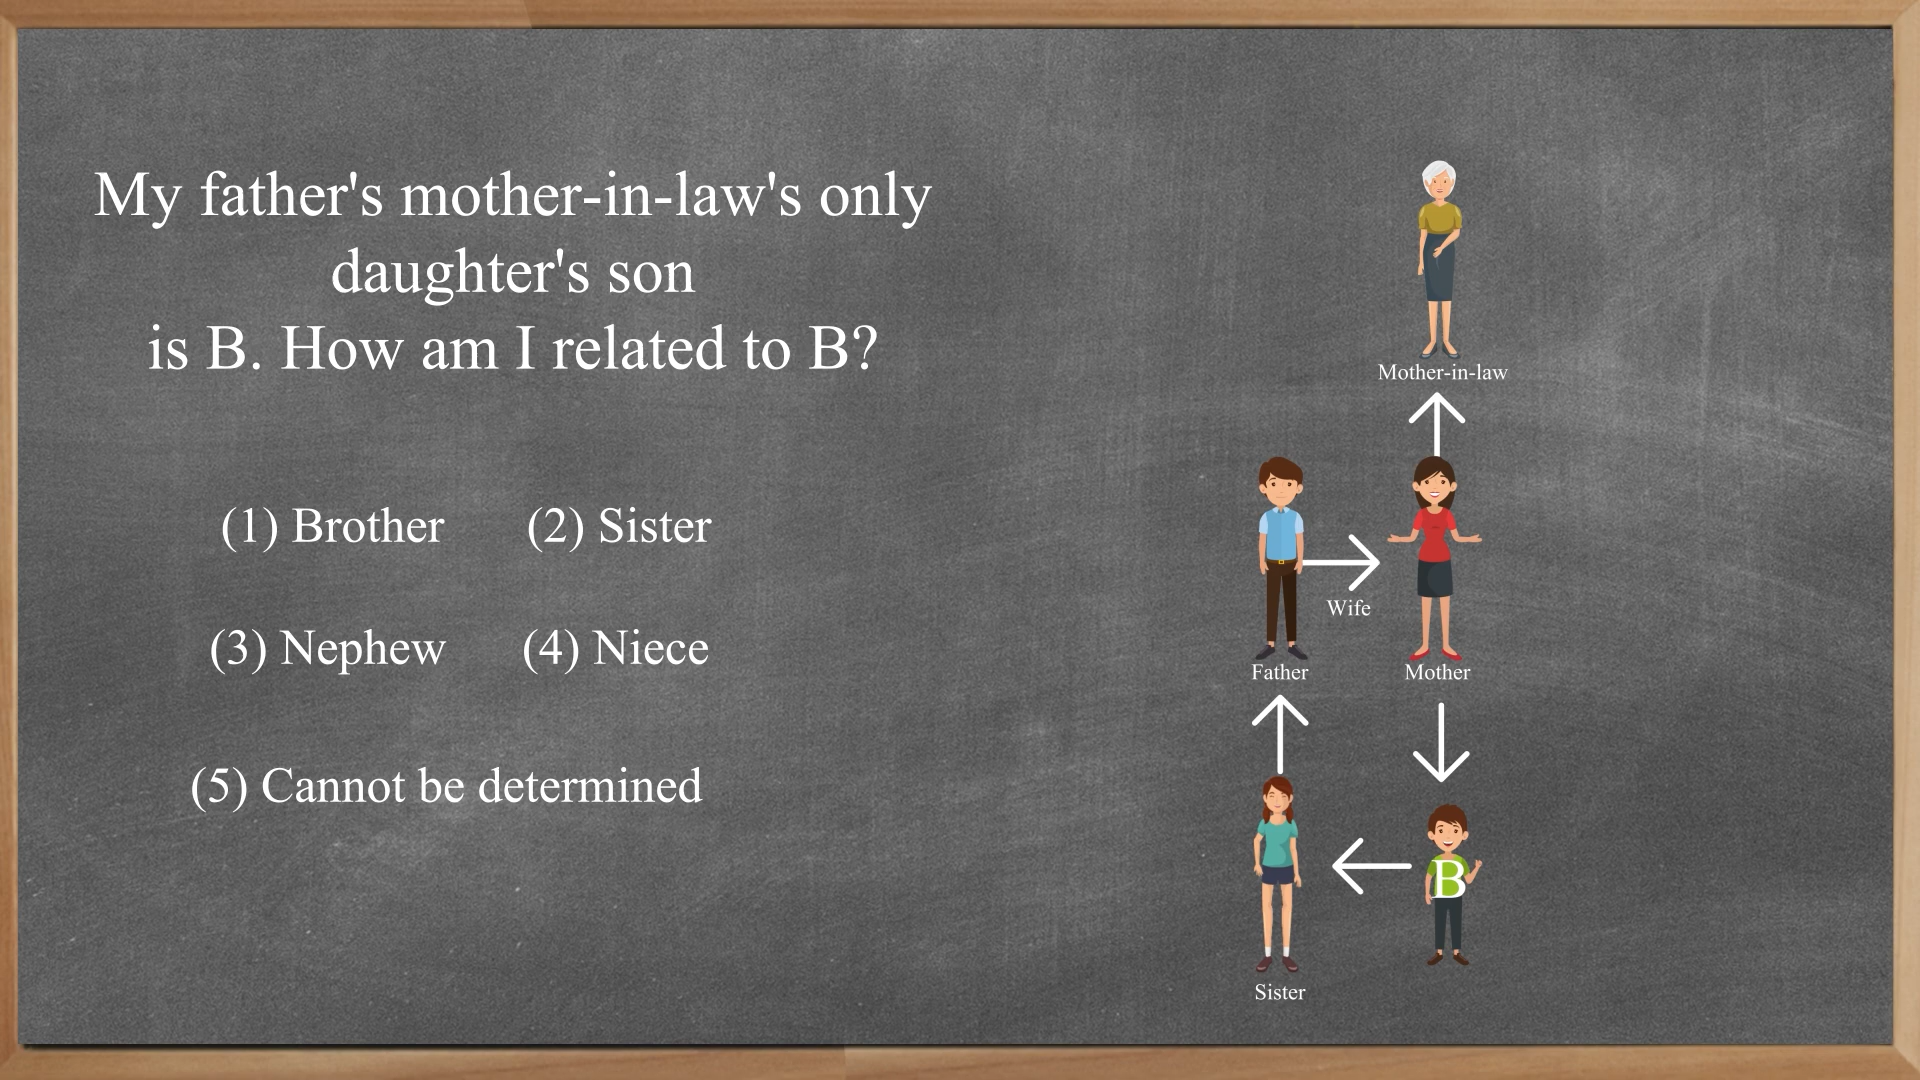 My father's mother-in-law's only
daughter's son
is B. How am I related to B?
(1) Brother (2) Sister
(3) Nephew (4) Niece
(5) Cannot be determined
Mother-in-law
Wife
Father Mother
B
Sister